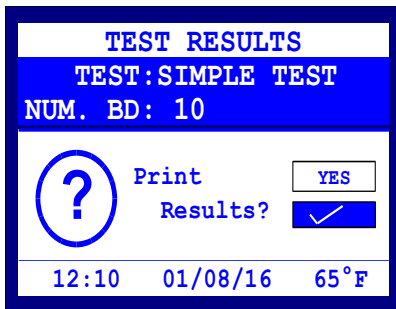 TEST RESULTS
TEST:SIMPLE TEST
NUM. BD: 10
?
Print YES
Results?
12:10 01/08/16 65°F